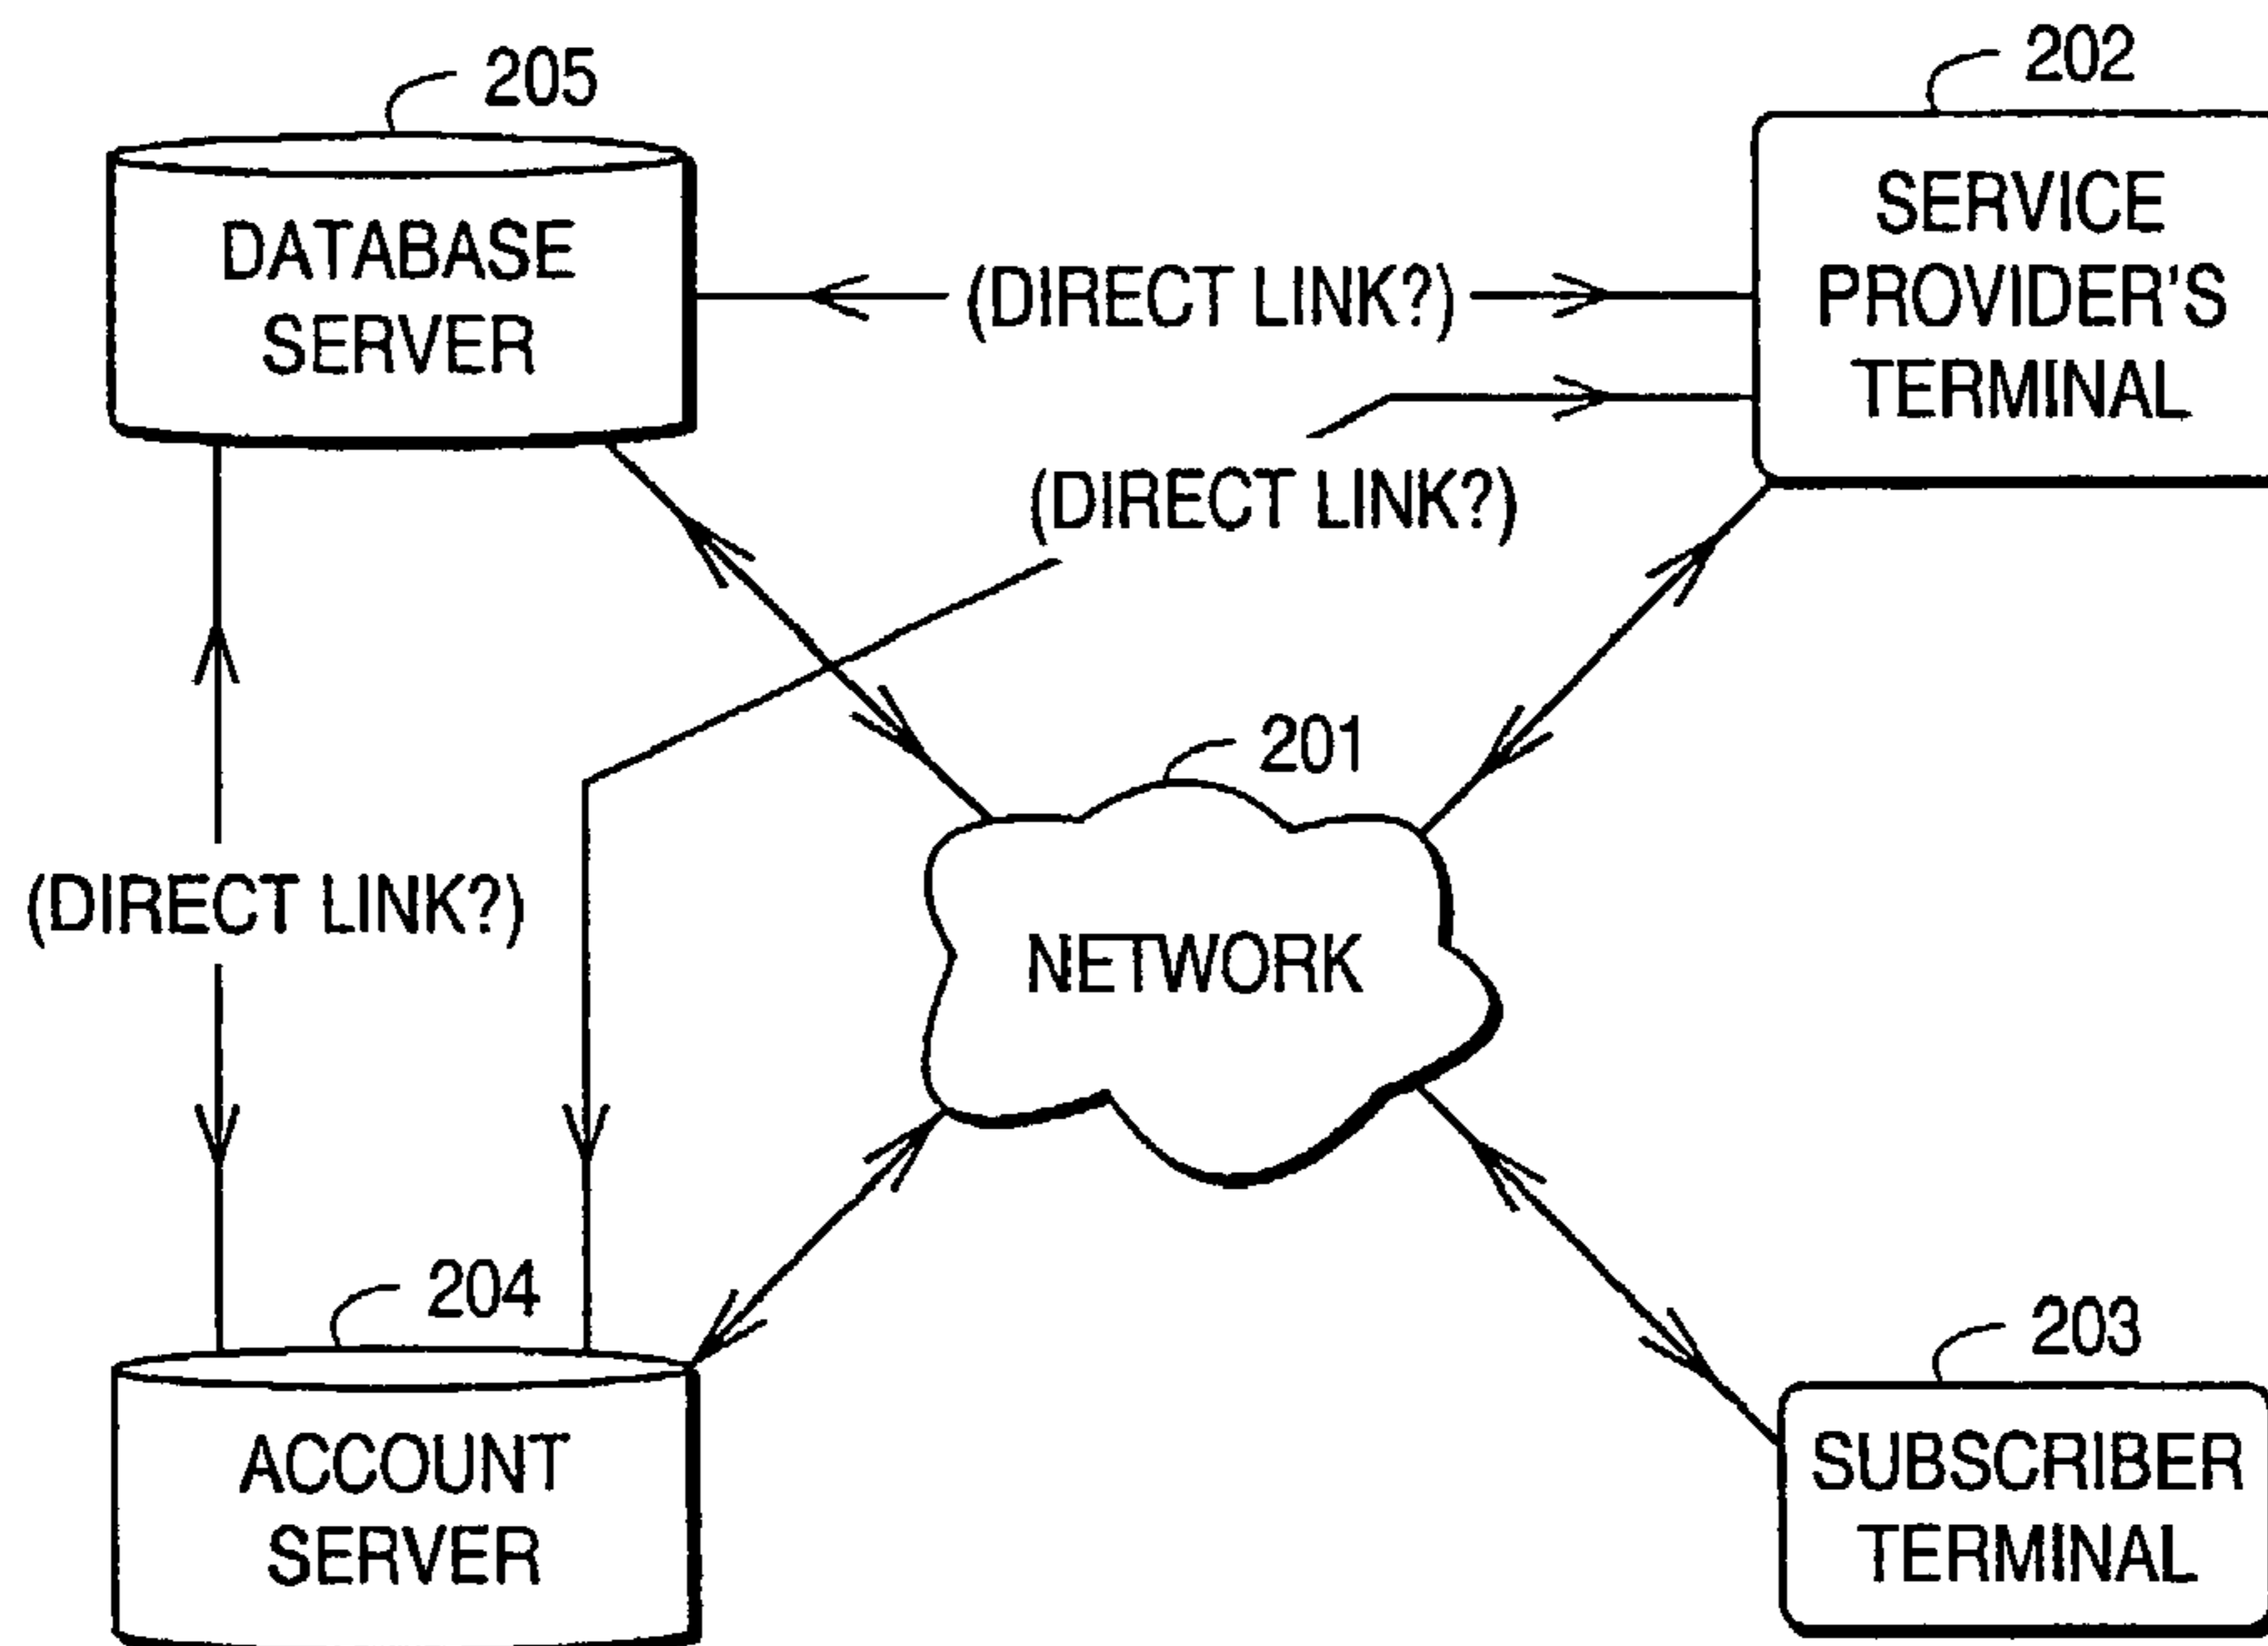 205
202
DATABASE
SERVER
SERVICE
PROVIDER'S
TERMINAL
(DIRECT LINK?)
(DIRECT LINK?)
201
(DIRECT LINK?)
NETWORK
204
203
ACCOUNT
SERVER
SUBSCRIBER
TERMINAL